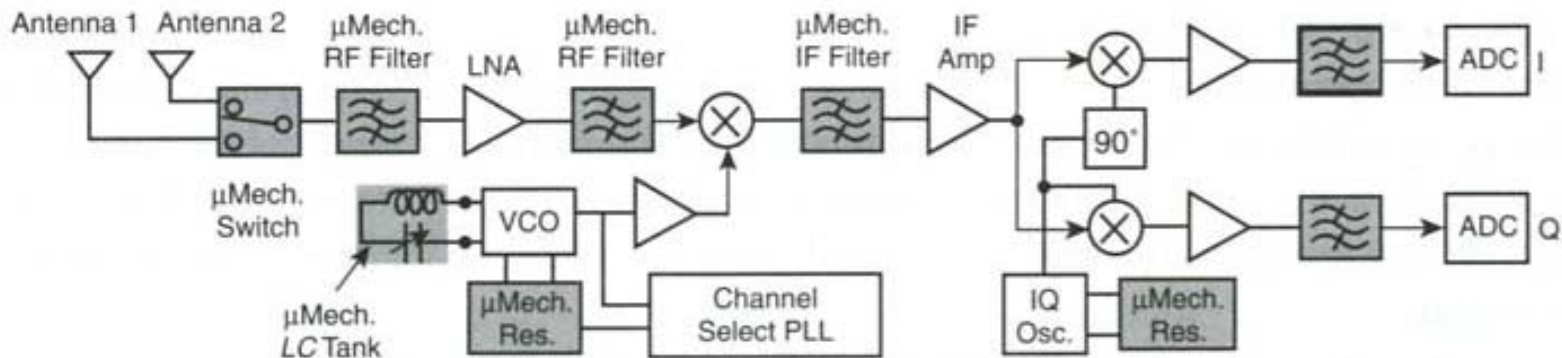 Antenna 1
Antenna 2
μMech.
RF Filter
LNA
μMech.
RF Filter
μMech.
IF Filter
IF
Amp
ADC
I
90°
μMech.
Switch
VCO
ADC
Q
μMech.
LC Tank
μMech.
Res.
Channel
Select PLL
IQ
Osc.
μMech.
Res.